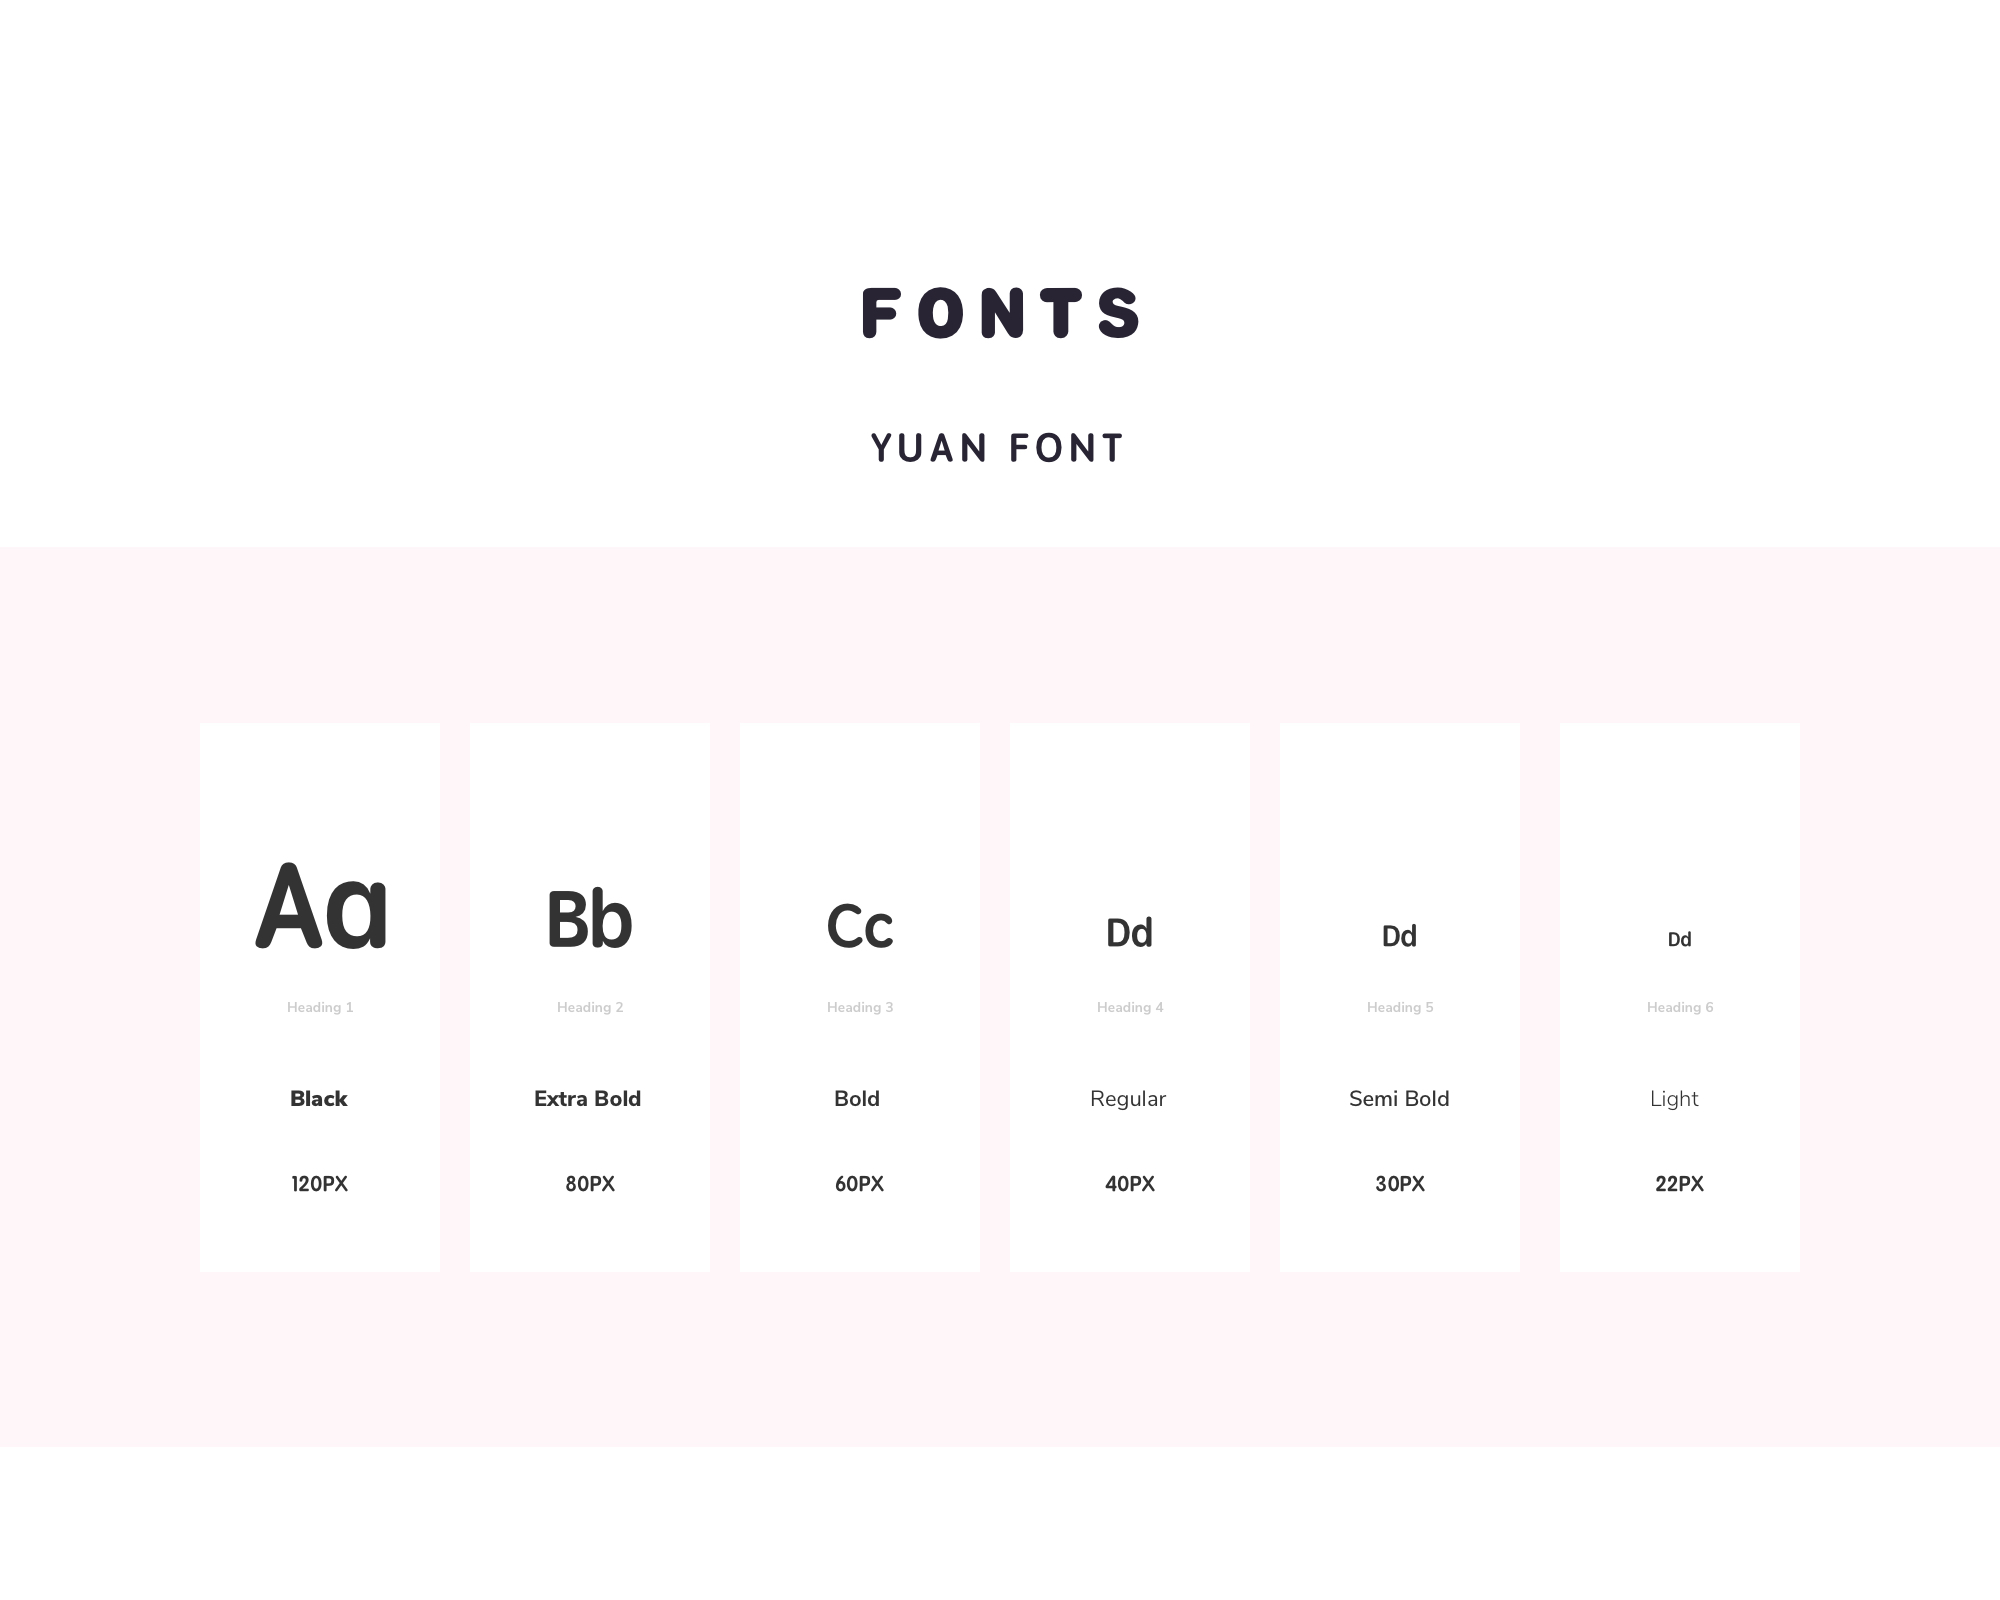 FONTS
YUAN FONT
Aa
Bb
Cc
Dd
Dd
Dd
Heading 1
Heading 2
Heading 3
Heading 4
Heading 5
Heading 6
Black
Extra Bold
Bold
Regular
Semi Bold
Light
120PX
80PX
60PX
40PX
30PX
22PX